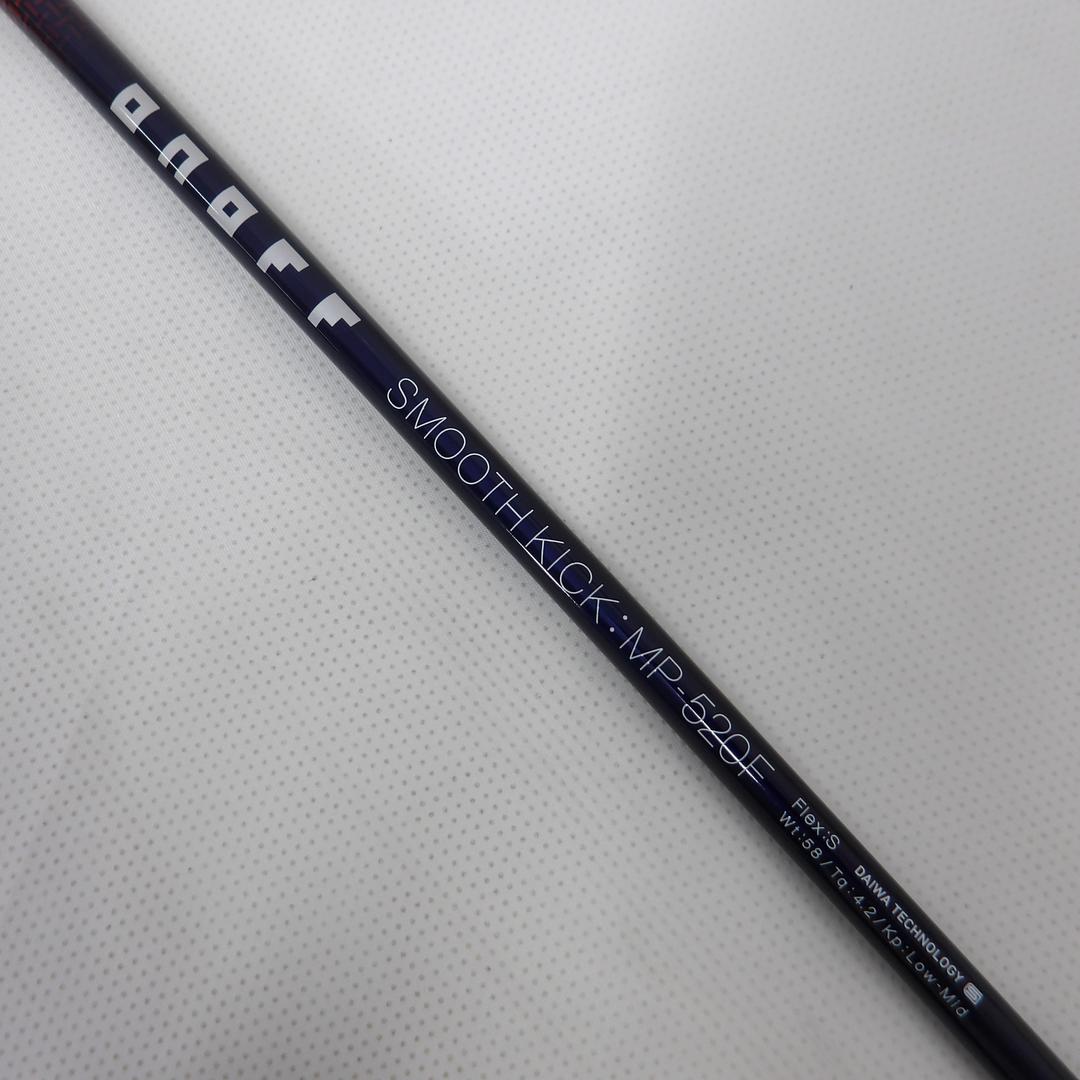 onoff
SMOOTH KICK: MP-520F
Flex:S
Wt:58/Tq:4.2/Kp:Low-Mid
DAIWA TECHNOLOGY